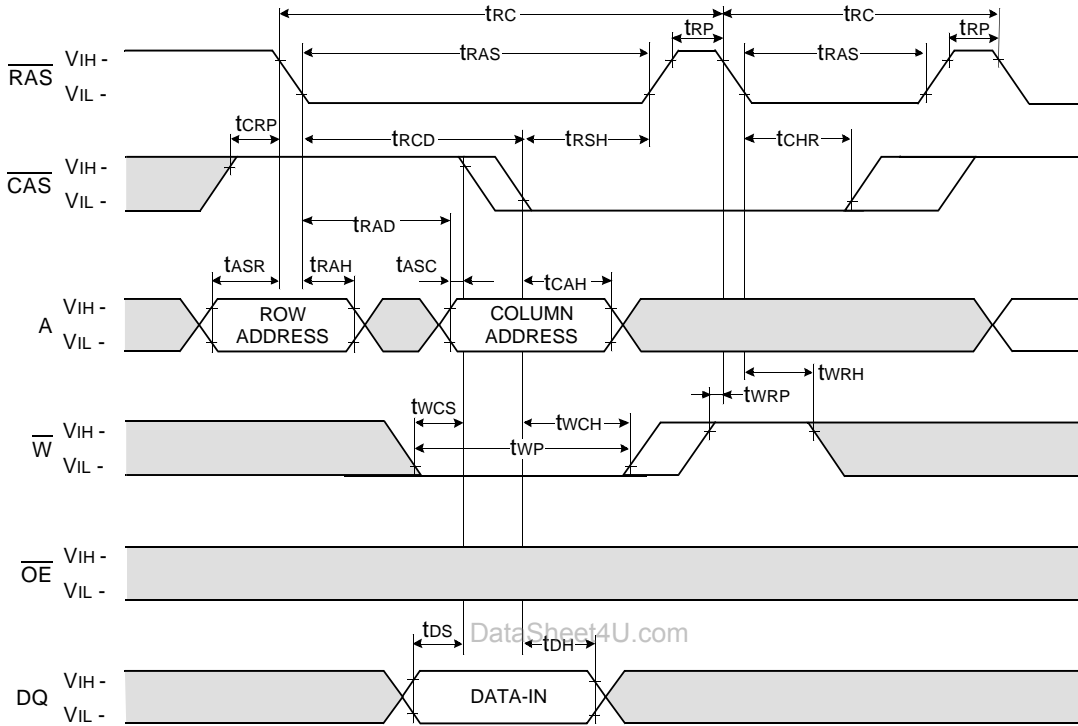 tRC tRC
tRP tRP
tRAS tRAS
RAS VIH -
VIL -
tCRP tRCD tRSH tCHR
CAS VIH -
VIL -
tRAD
tASR tRAH tASC tCAH
A VIH -
VIL -
ROW
ADDRESS
COLUMN
ADDRESS
tWRH
tWRP
tWCS tWCH
tWP
W VIH -
VIL -
OE VIH -
VIL -
DataSheet4U.com
tDS tDH
DQ VIH -
VIL -
DATA-IN